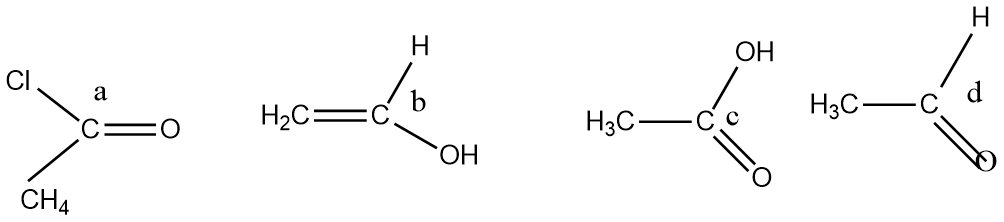 Cl a C O CH4
H2C C H b OH
H3C C OH c O
H3C C H d O